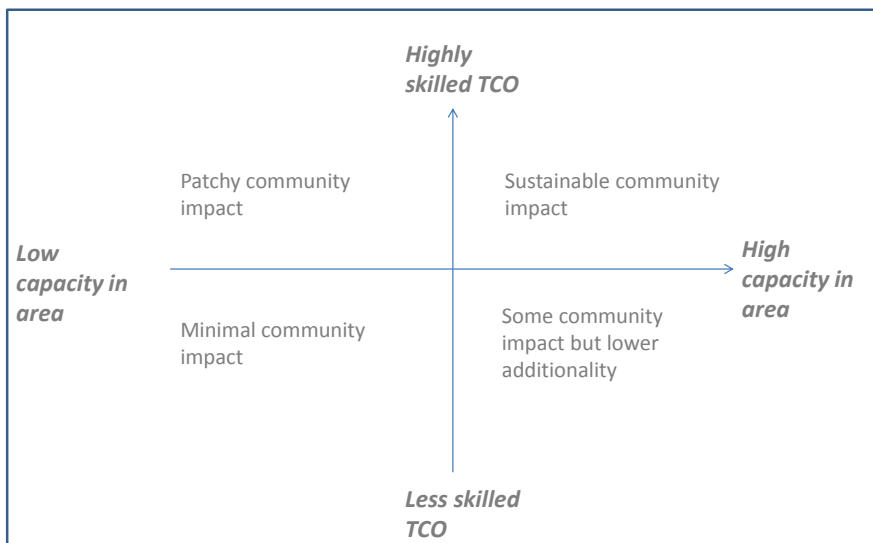 Highly
skilled TCO
Patchy community
impact
Sustainable community
impact
Low
capacity in
area
High
capacity in
area
Minimal community
impact
Some community
impact but lower
additionality
Less skilled
TCO